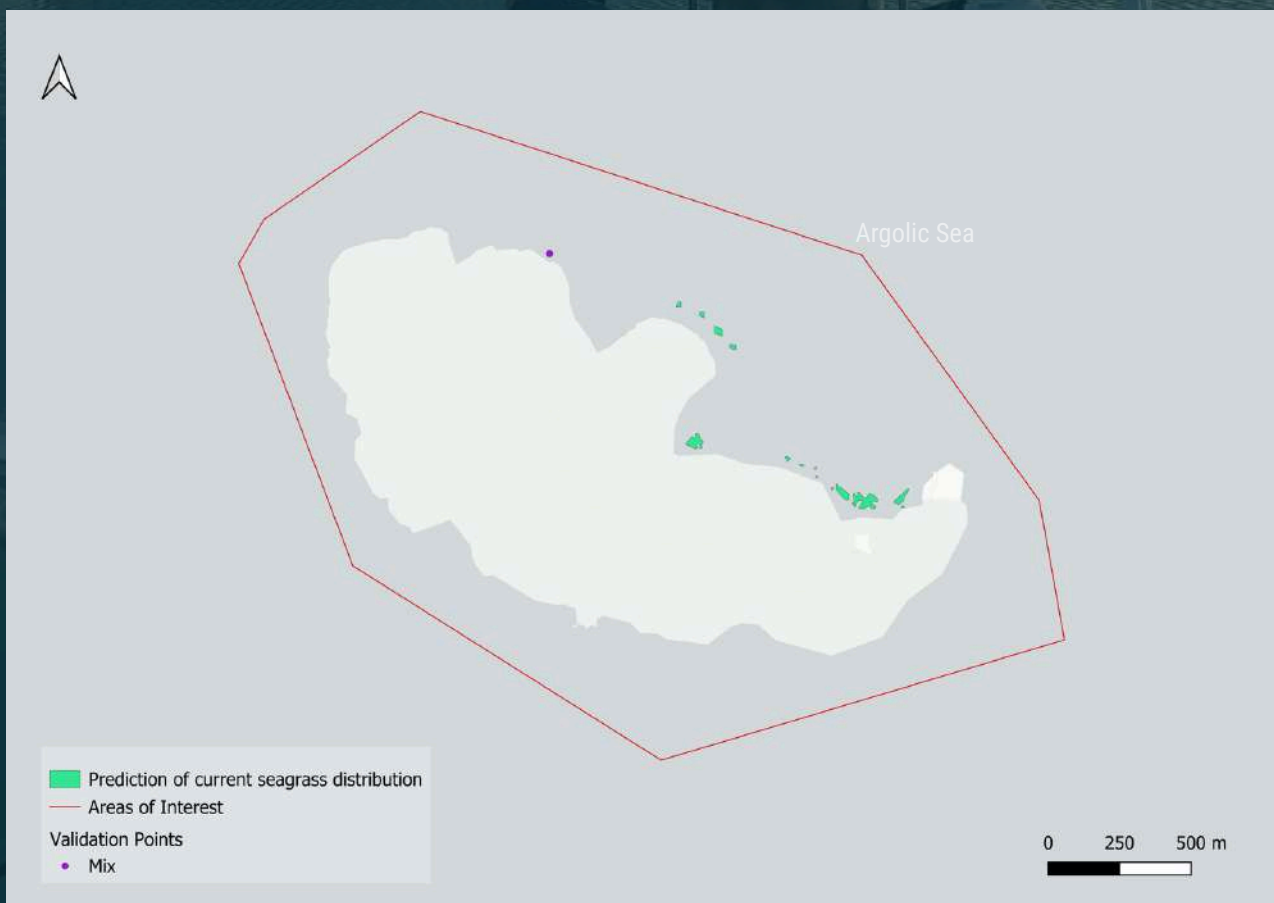 Argolic Sea
Prediction of current seagrass distribution
Areas of Interest
Validation Points
Mix
0 250 500 m